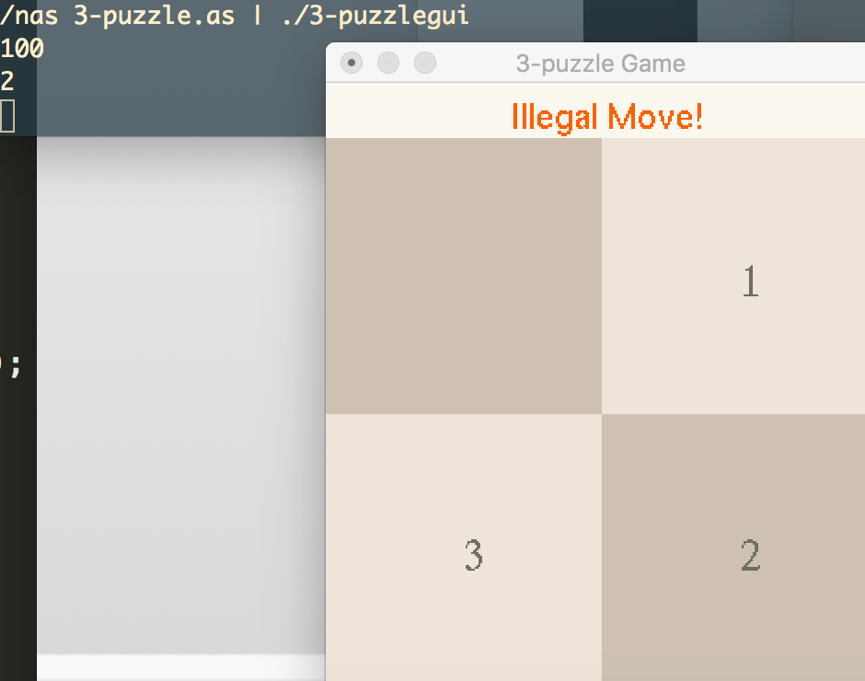 /nas 3-puzzle.as | ./3-puzzlegui
100
2
3-puzzle Game
Illegal Move!
1
);
3 2